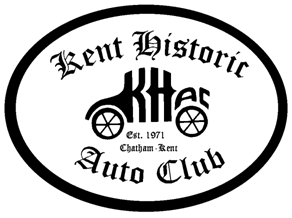 Kent Historic
KHAC
Est. 1971
Chatham-Kent
Auto Club